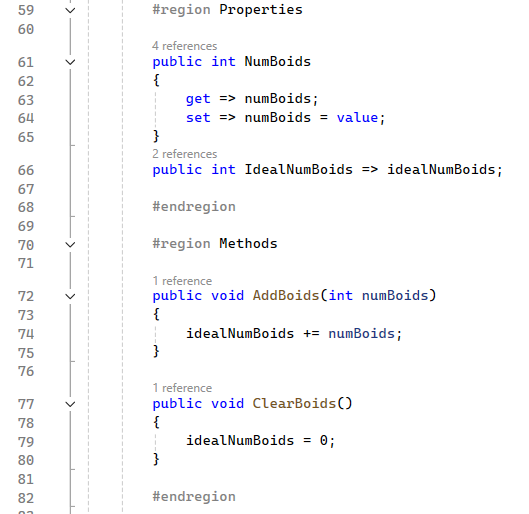 59 #region Properties
60
4 references
61 public int NumBoids
62 {
63 get => numBoids;
64 set => numBoids = value;
65 }
2 references
66 public int IdealNumBoids => idealNumBoids;
67
68 #endregion
69
70 #region Methods
71
1 reference
72 public void AddBoids(int numBoids)
73 {
74 idealNumBoids += numBoids;
75 }
76
1 reference
77 public void ClearBoids()
78 {
79 idealNumBoids = 0;
80 }
81
82 #endregion